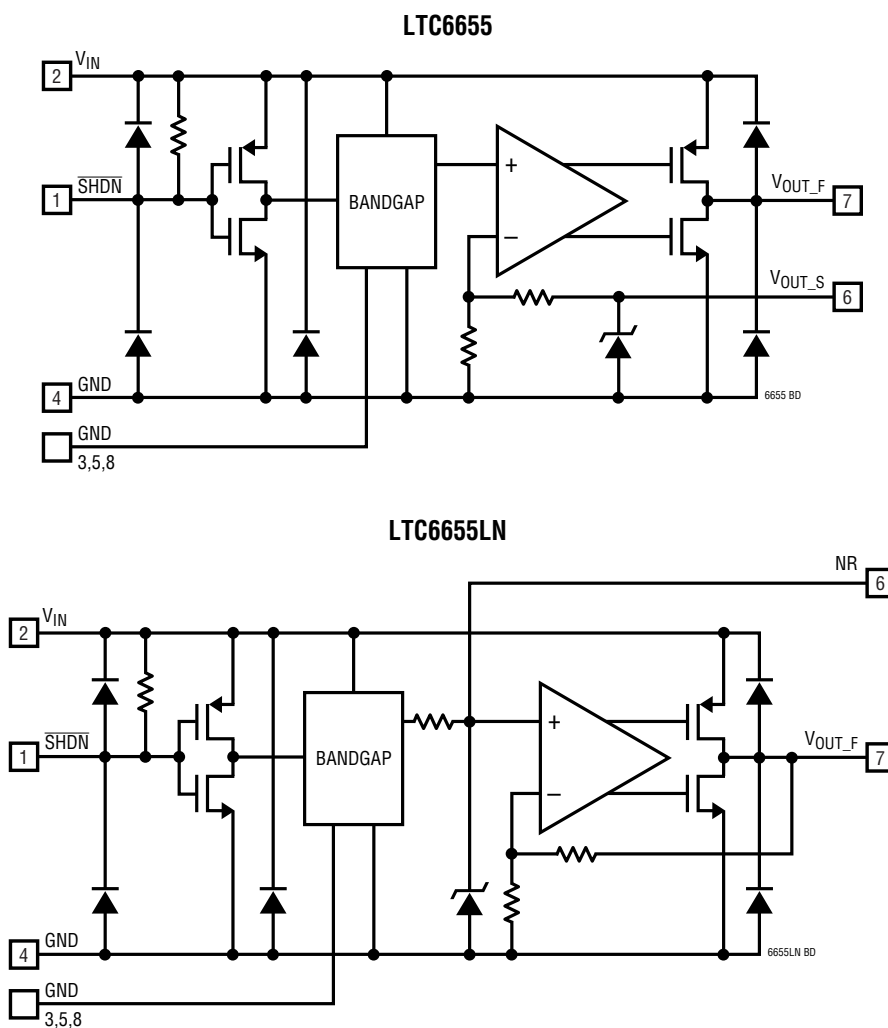 LTC6655
2 VIN
1 SHDN
BANDGAP
+
–
VOUT_F 7
VOUT_S 6
4 GND
6655 BD
GND
3,5,8
LTC6655LN
NR 6
2 VIN
1 SHDN
BANDGAP
+
–
VOUT_F 7
4 GND
6655LN BD
GND
3,5,8